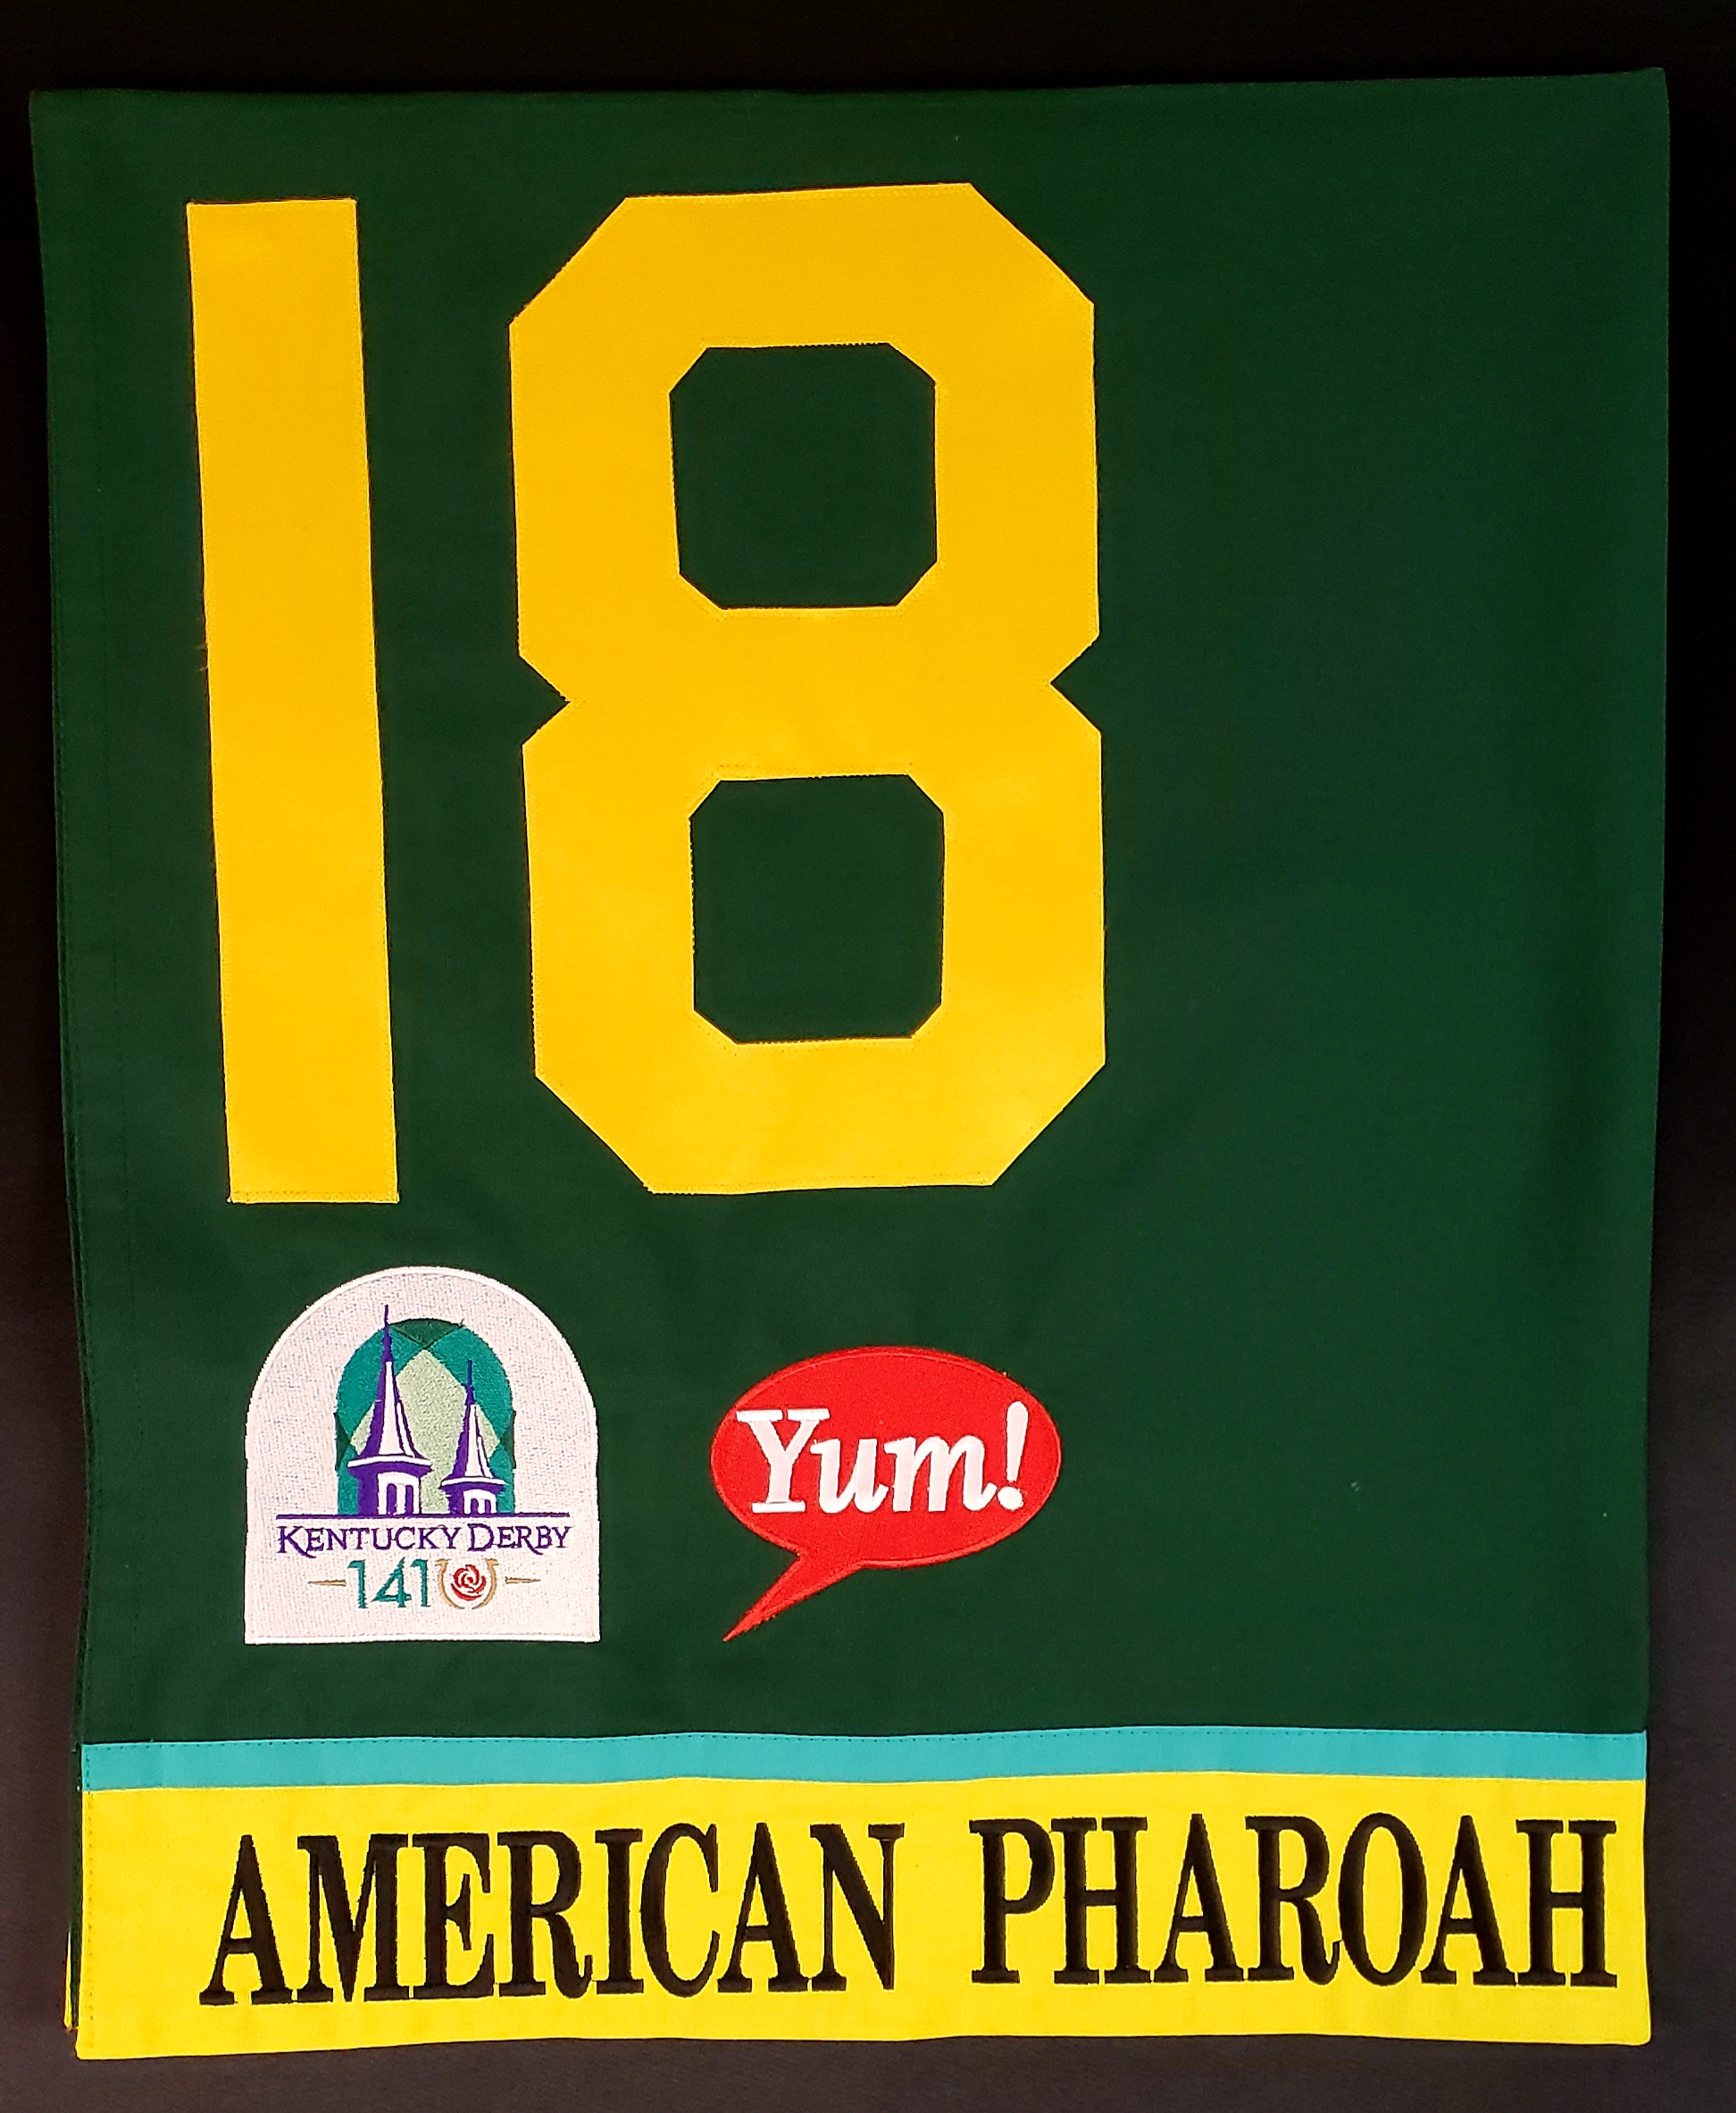 18
Yum!
KENTUCKY DERBY
141
AMERICAN PHAROAH